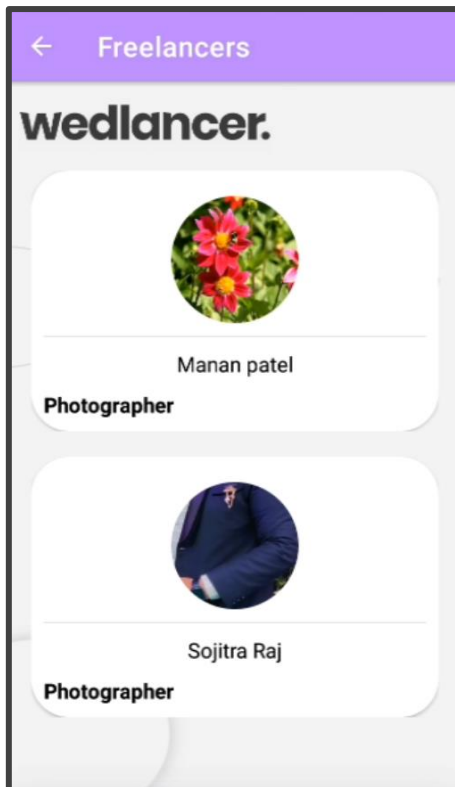 Freelancers
wedlancer.
Manan patel
Photographer
Sojitra Raj
Photographer